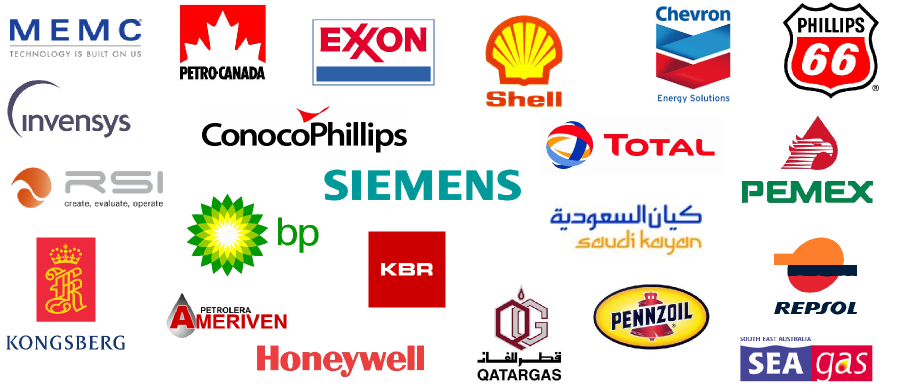 MEMC
TECHNOLOGY IS BUILT ON US
PETRO-CANADA
EXXON
Shell
Chevron
Energy Solutions
PHILLIPS
66
®
invensys
ConocoPhillips
TOTAL
PEMEX
RSI
create, evaluate, operate
SIEMENS
bp
كيان السعودية
saudi kayan
KBR
KONGSBERG
PETROLERA
AMERIVEN
Honeywell
QG
قطر للغاز
QATARGAS
PENNZOIL
REPSOL
SOUTH EAST AUSTRALIA
SEA gas